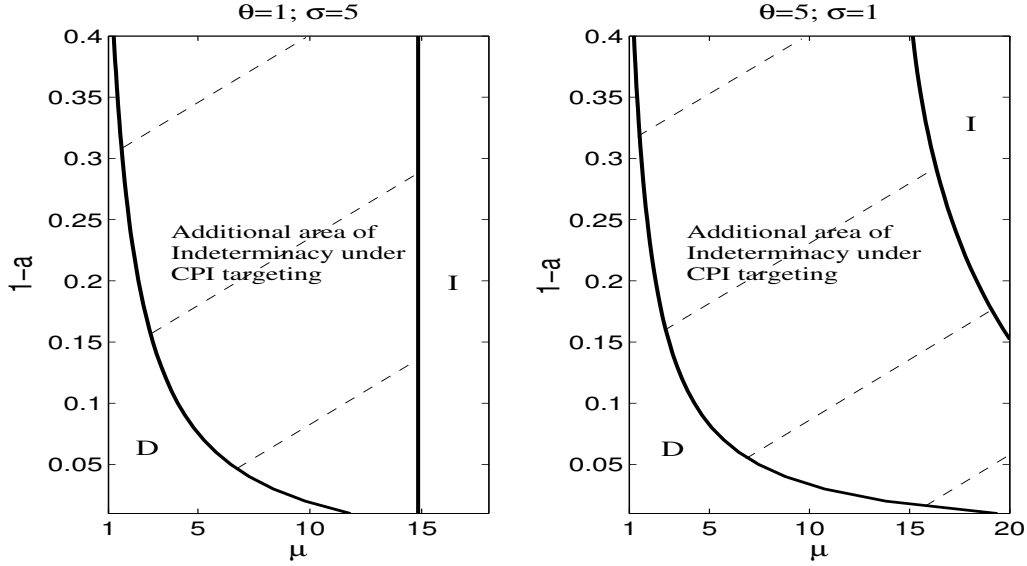 θ=1; σ=5
0.4
0.35
0.3
0.25
0.2
0.15
0.1
0.05
1-a
Additional area of
Indeterminacy under
CPI targeting
I
D
1 5 10 15
μ
θ=5; σ=1
0.4
0.35
0.3
0.25
0.2
0.15
0.1
0.05
1-a
I
Additional area of
Indeterminacy under
CPI targeting
D
1 5 10 15 20
μ